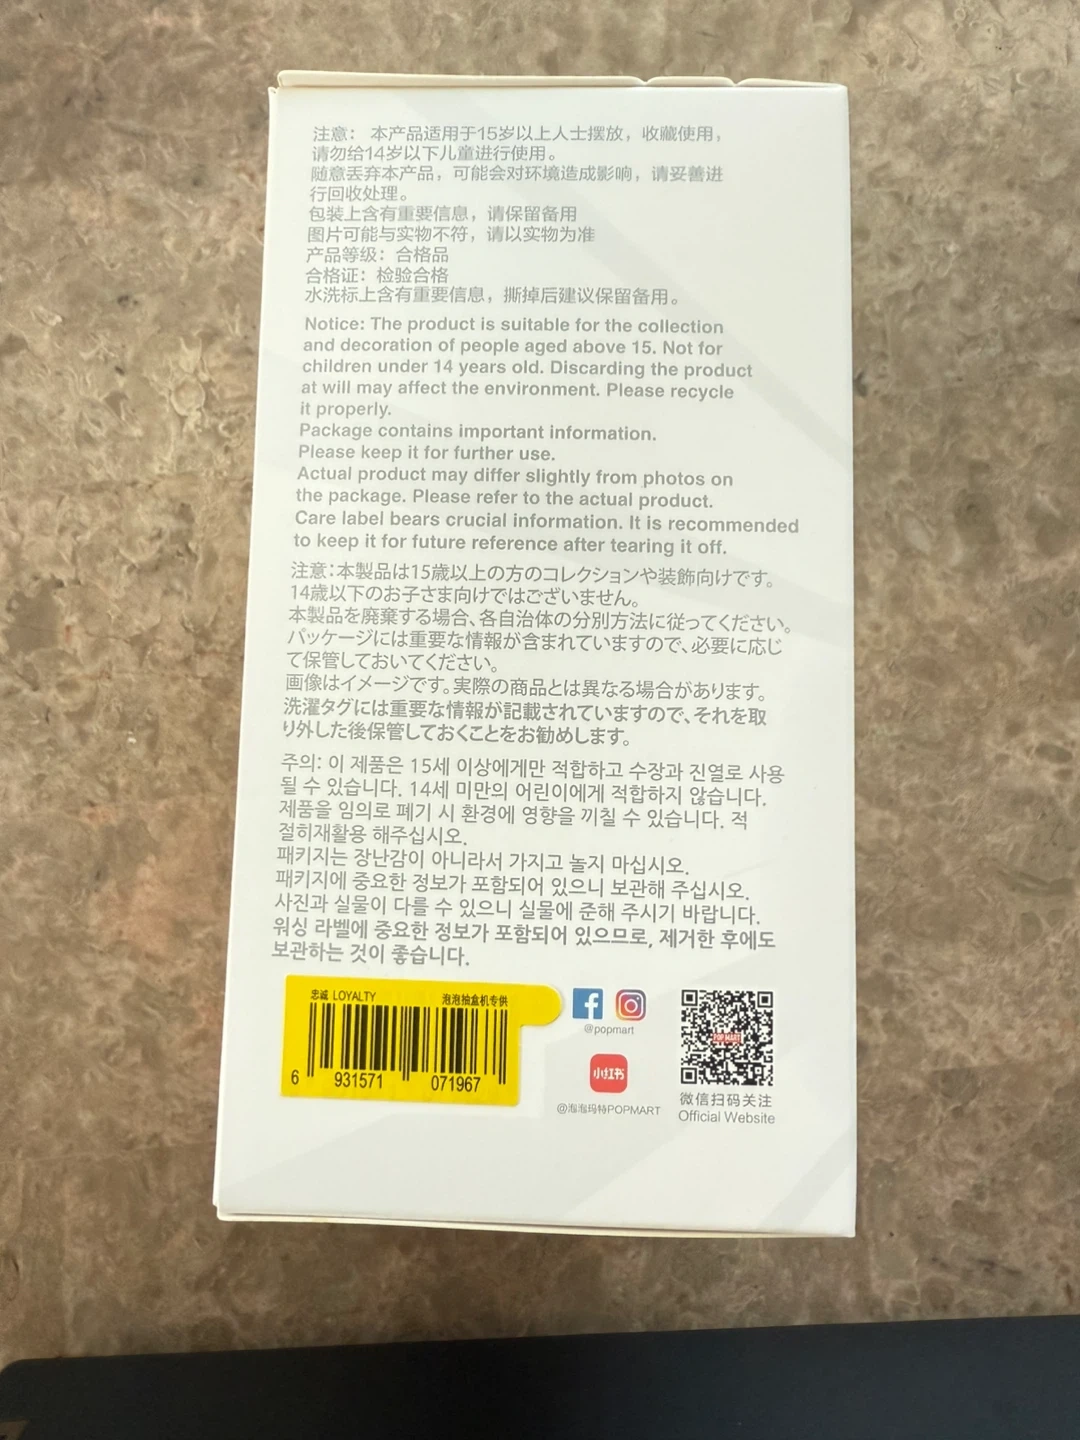 注意： 本产品适用于15岁以上人士摆放，收藏使用，
请勿给14岁以下儿童进行使用。
随意丢弃本产品，可能会对环境造成影响，请妥善进
行回收处理。
包装上含有重要信息，请保留备用
图片可能与实物不符，请以实物为准
产品等级：合格品
合格证：检验合格
水洗标上含有重要信息，撕掉后建议保留备用。
Notice: The product is suitable for the collection
and decoration of people aged above 15. Not for
children under 14 years old. Discarding the product
at will may affect the environment. Please recycle
it properly.
Package contains important information.
Please keep it for further use.
Actual product may differ slightly from photos on
the package. Please refer to the actual product.
Care label bears crucial information. It is recommended
to keep it for future reference after tearing it off.
注意：本製品は15歳以上の方のコレクションや装飾向けです。
14歳以下のお子さま向けではございません。
本製品を廃棄する場合、各自治体の分別方法に従ってください。
パッケージには重要な情報が含まれていますので、必要に応じ
て保管しておいてください。
画像はイメージです。実際の商品とは異なる場合があります。
洗濯タグには重要な情報が記載されていますので、それを取
り外した後保管しておくことをお勧めします。
주의: 이 제품은 15세 이상에게만 적합하고 수장과 진열로 사용
될 수 있습니다. 14세 미만의 어린이에게 적합하지 않습니다.
제품을 임의로 폐기 시 환경에 영향을 끼칠 수 있습니다. 적
절히재활용 해주십시오.
패키지는 장난감이 아니라서 가지고 놀지 마십시오.
패키지에 중요한 정보가 포함되어 있으니 보관해 주십시오.
사진과 실물이 다를 수 있으니 실물에 준해 주시기 바랍니다.
워싱 라벨에 중요한 정보가 포함되어 있으므로, 제거한 후에도
보관하는 것이 좋습니다.
忠诚 LOYALTY 泡泡抽盒机专供
6 931571 071967
@popmart
小红书
@泡泡玛特POPMART
POP MART
微信扫码关注
Official Website